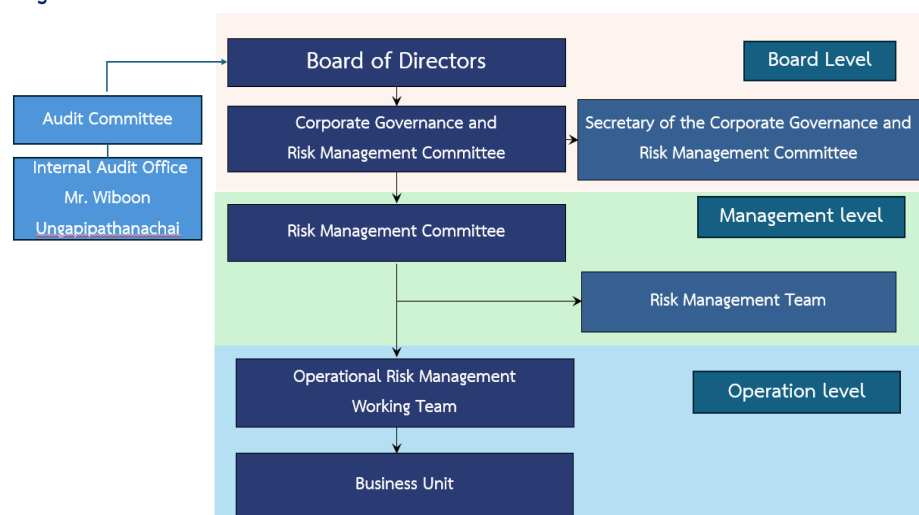 Board of Directors
Board Level
Audit Committee
Corporate Governance and
Risk Management Committee
Secretary of the Corporate Governance and
Risk Management Committee
Internal Audit Office
Mr. Wiboon
Ungapipathanachai
Management level
Risk Management Committee
Risk Management Team
Operational Risk Management
Working Team
Operation level
Business Unit